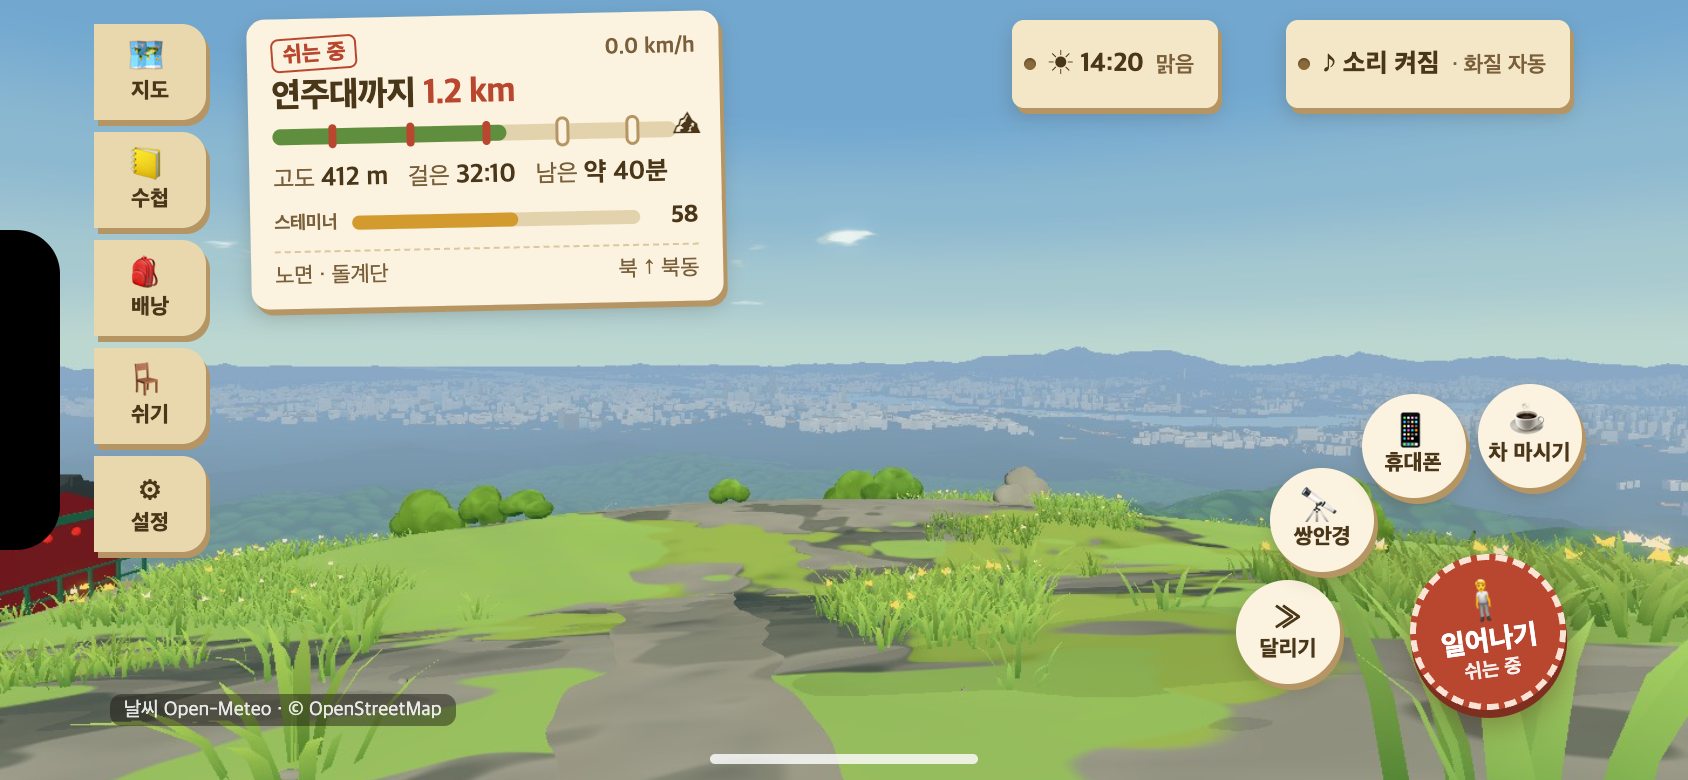 지도
수첩
배낭
쉬기
설정
쉬는 중
0.0 km/h
연주대까지 1.2 km
고도 412 m 걸은 32:10 남은 약 40분
스테미너 58
노면 · 돌계단
북 ↑ 북동
14:20 맑음
♪ 소리 켜짐 · 화질 자동
휴대폰
차 마시기
쌍안경
달리기
일어나기
쉬는 중
날씨 Open-Meteo · © OpenStreetMap